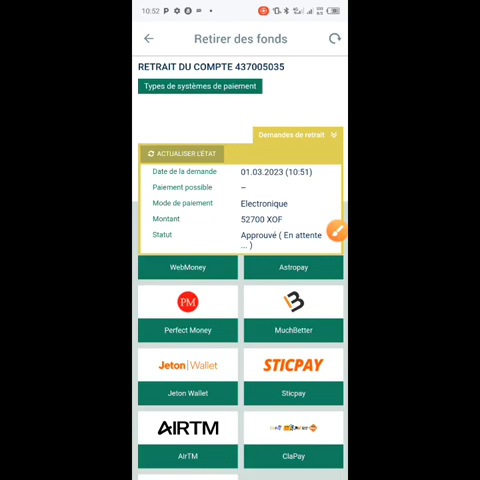 10:52
Retirer des fonds
RETRAIT DU COMPTE 437005035
Types de systèmes de paiement
Demandes de retrait
ACTUALISER L'ÉTAT
Date de la demande 01.03.2023 (10:51)
Paiement possible –
Mode de paiement Electronique
Montant 52700 XOF
Statut Approuvé ( En attente
... )
WebMoney Astropay
PM
Perfect Money MuchBetter
Jeton | Wallet STICPAY
Jeton Wallet Sticpay
AIRTM
AirTM ClaPay